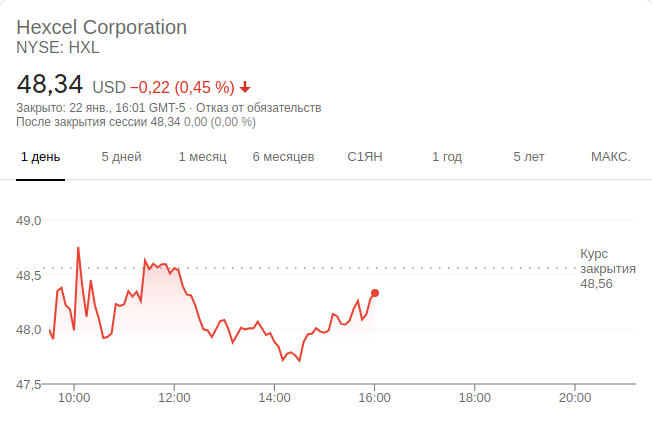 Hexcel Corporation
NYSE: HXL
48,34 USD −0,22 (0,45 %)
Закрыто: 22 янв., 16:01 GMT-5 · Отказ от обязательств
После закрытия сессии 48,34 0,00 (0,00 %)
1 день 5 дней 1 месяц 6 месяцев С1ЯН 1 год 5 лет МАКС.
49,0
Курс
закрытия
48,56
48,5
48,0
47,5
10:00 12:00 14:00 16:00 18:00 20:00